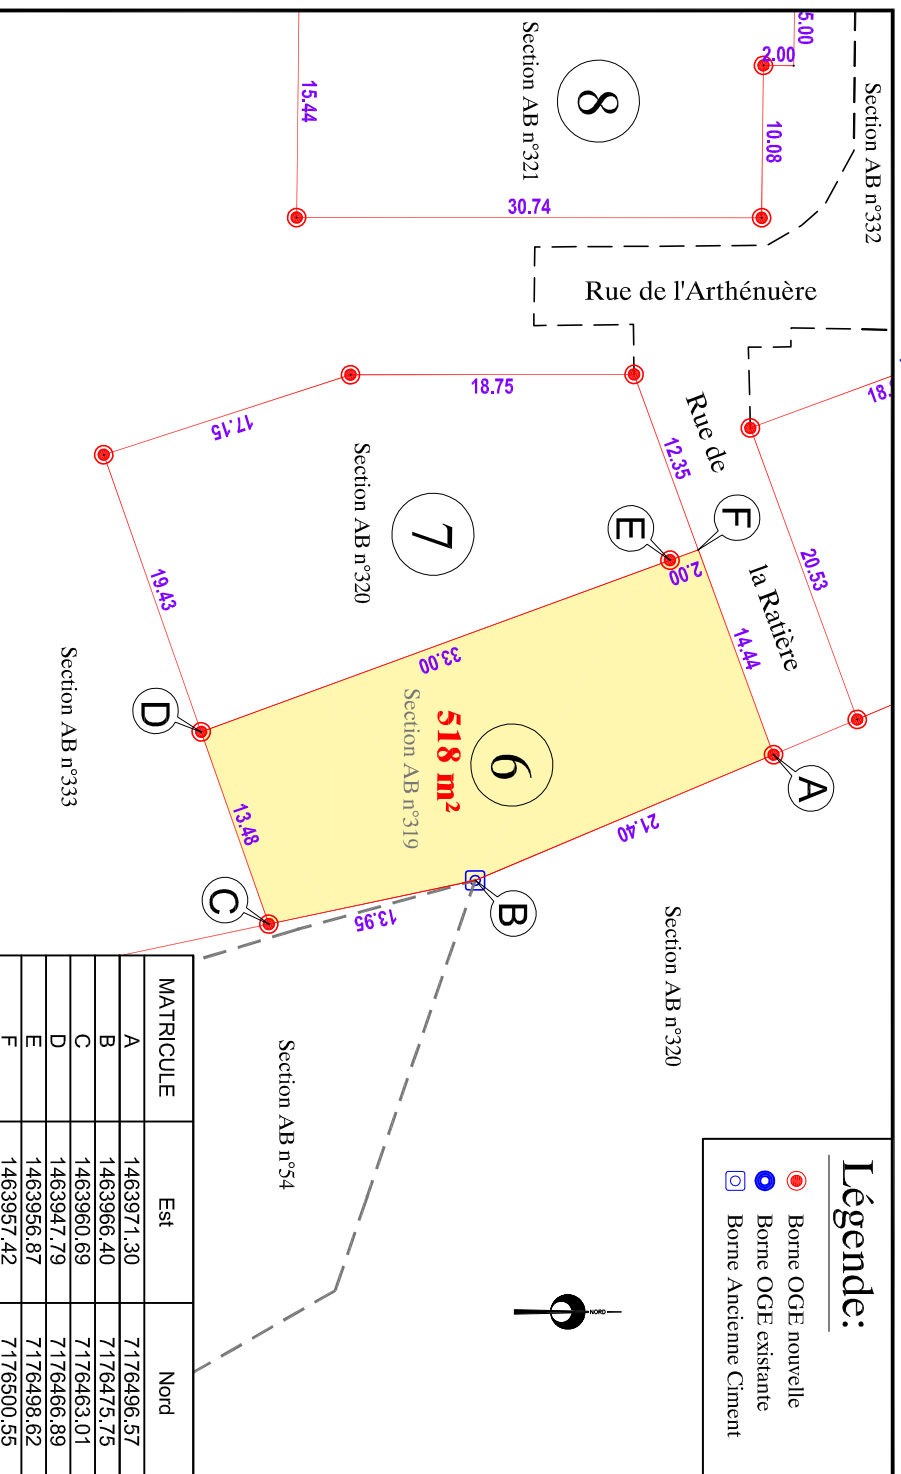 Section AB n°332
5.00
2.00
10.08
8
Section AB n°321
15.44
30.74
Rue de l'Arthénuère
18.75
17.15
12.35
Rue de
la Ratière
20.53
F
E
2.00
14.44
7
Section AB n°320
19.43
33.00
Section AB n°333
D
6
518 m²
Section AB n°319
A
21.40
13.48
C
13.95
B
Section AB n°320
Section AB n°54
Légende:
Borne OGE nouvelle
Borne OGE existante
Borne Ancienne Ciment
NORD
MATRICULE Est Nord
A 1463971.30 7176496.57
B 1463966.40 7176475.75
C 1463960.69 7176463.01
D 1463947.79 7176466.89
E 1463956.87 7176498.62
F 1463957.42 7176500.55